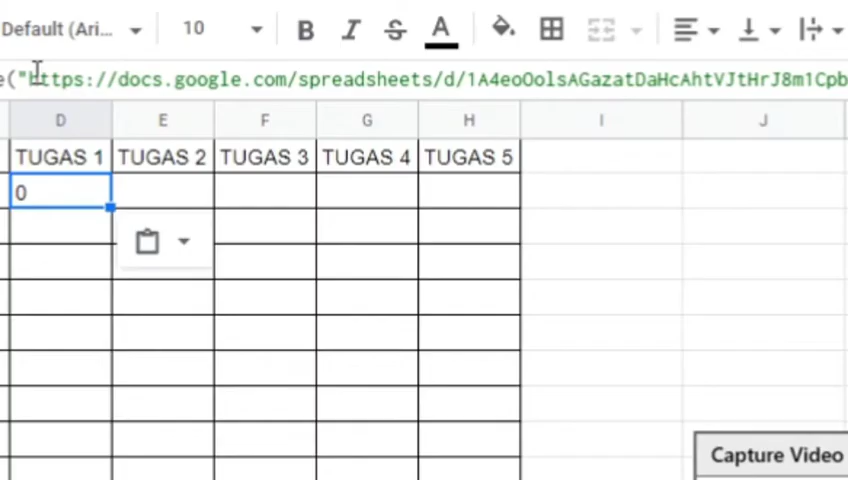 Default (Ari... 10 B I S A
e("https://docs.google.com/spreadsheets/d/1A4eoOolsAGazatDaHcAhtVJtHrJ8m1Cpb
D E F G H I J
TUGAS 1 TUGAS 2 TUGAS 3 TUGAS 4 TUGAS 5
0
Capture Video